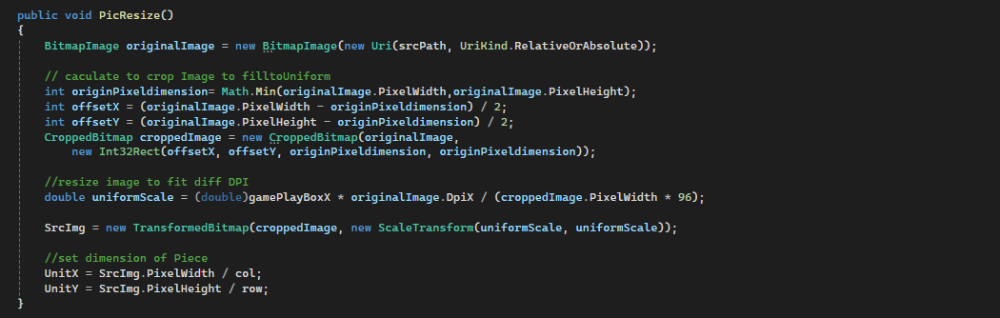 public void PicResize()
{
    BitmapImage originalImage = new BitmapImage(new Uri(srcPath, UriKind.RelativeOrAbsolute));
    // caculate to crop Image to filltoUniform
    int originPixeldimension= Math.Min(originalImage.PixelWidth,originalImage.PixelHeight);
    int offsetX = (originalImage.PixelWidth - originPixeldimension) / 2;
    int offsetY = (originalImage.PixelHeight - originPixeldimension) / 2;
    CroppedBitmap croppedImage = new CroppedBitmap(originalImage,
        new Int32Rect(offsetX, offsetY, originPixeldimension, originPixeldimension));
    //resize image to fit diff DPI
    double uniformScale = (double)gamePlayBoxX * originalImage.DpiX / (croppedImage.PixelWidth * 96);
    SrcImg = new TransformedBitmap(croppedImage, new ScaleTransform(uniformScale, uniformScale));
    //set dimension of Piece
    UnitX = SrcImg.PixelWidth / col;
    UnitY = SrcImg.PixelHeight / row;
}